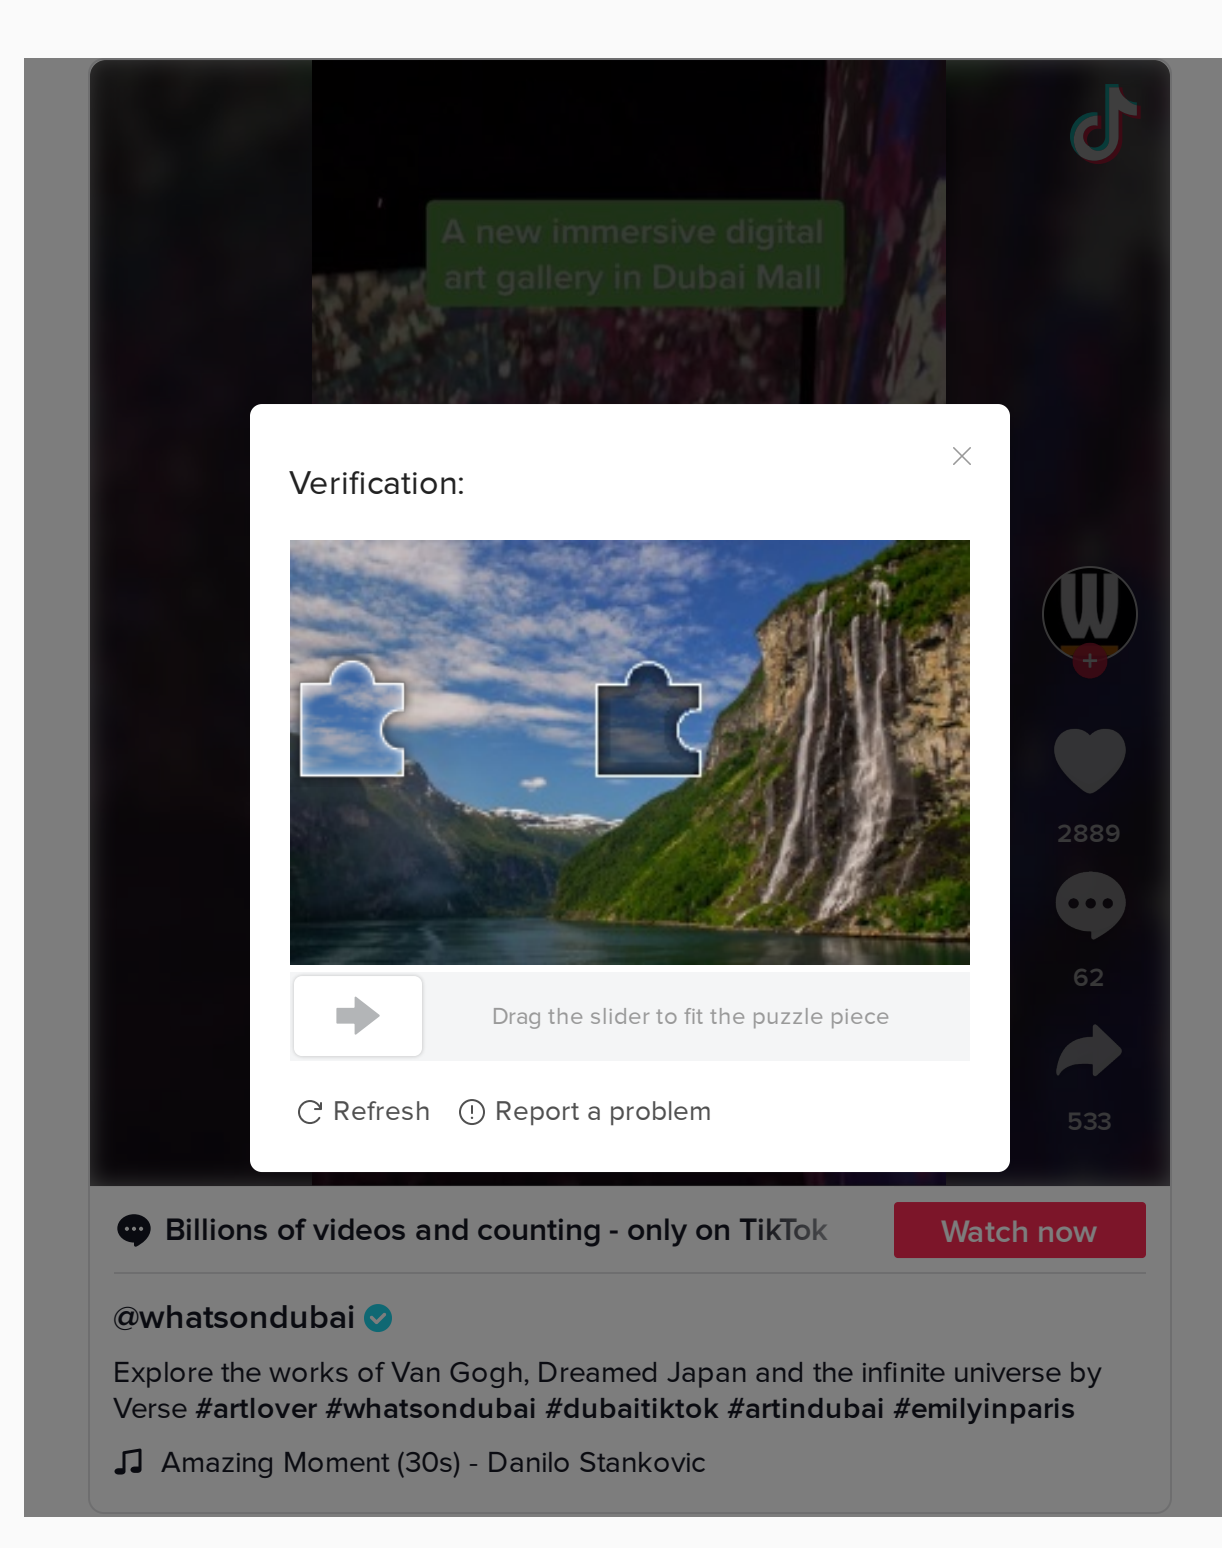 A new immersive digital
art gallery in Dubai Mall
Verification:
W
2889
62
533
Drag the slider to fit the puzzle piece
Refresh
Report a problem
Billions of videos and counting - only on TikTok
Watch now
@whatsondubai
Explore the works of Van Gogh, Dreamed Japan and the infinite universe by
Verse #artlover #whatsondubai #dubaitiktok #artindubai #emilyinparis
Amazing Moment (30s) - Danilo Stankovic